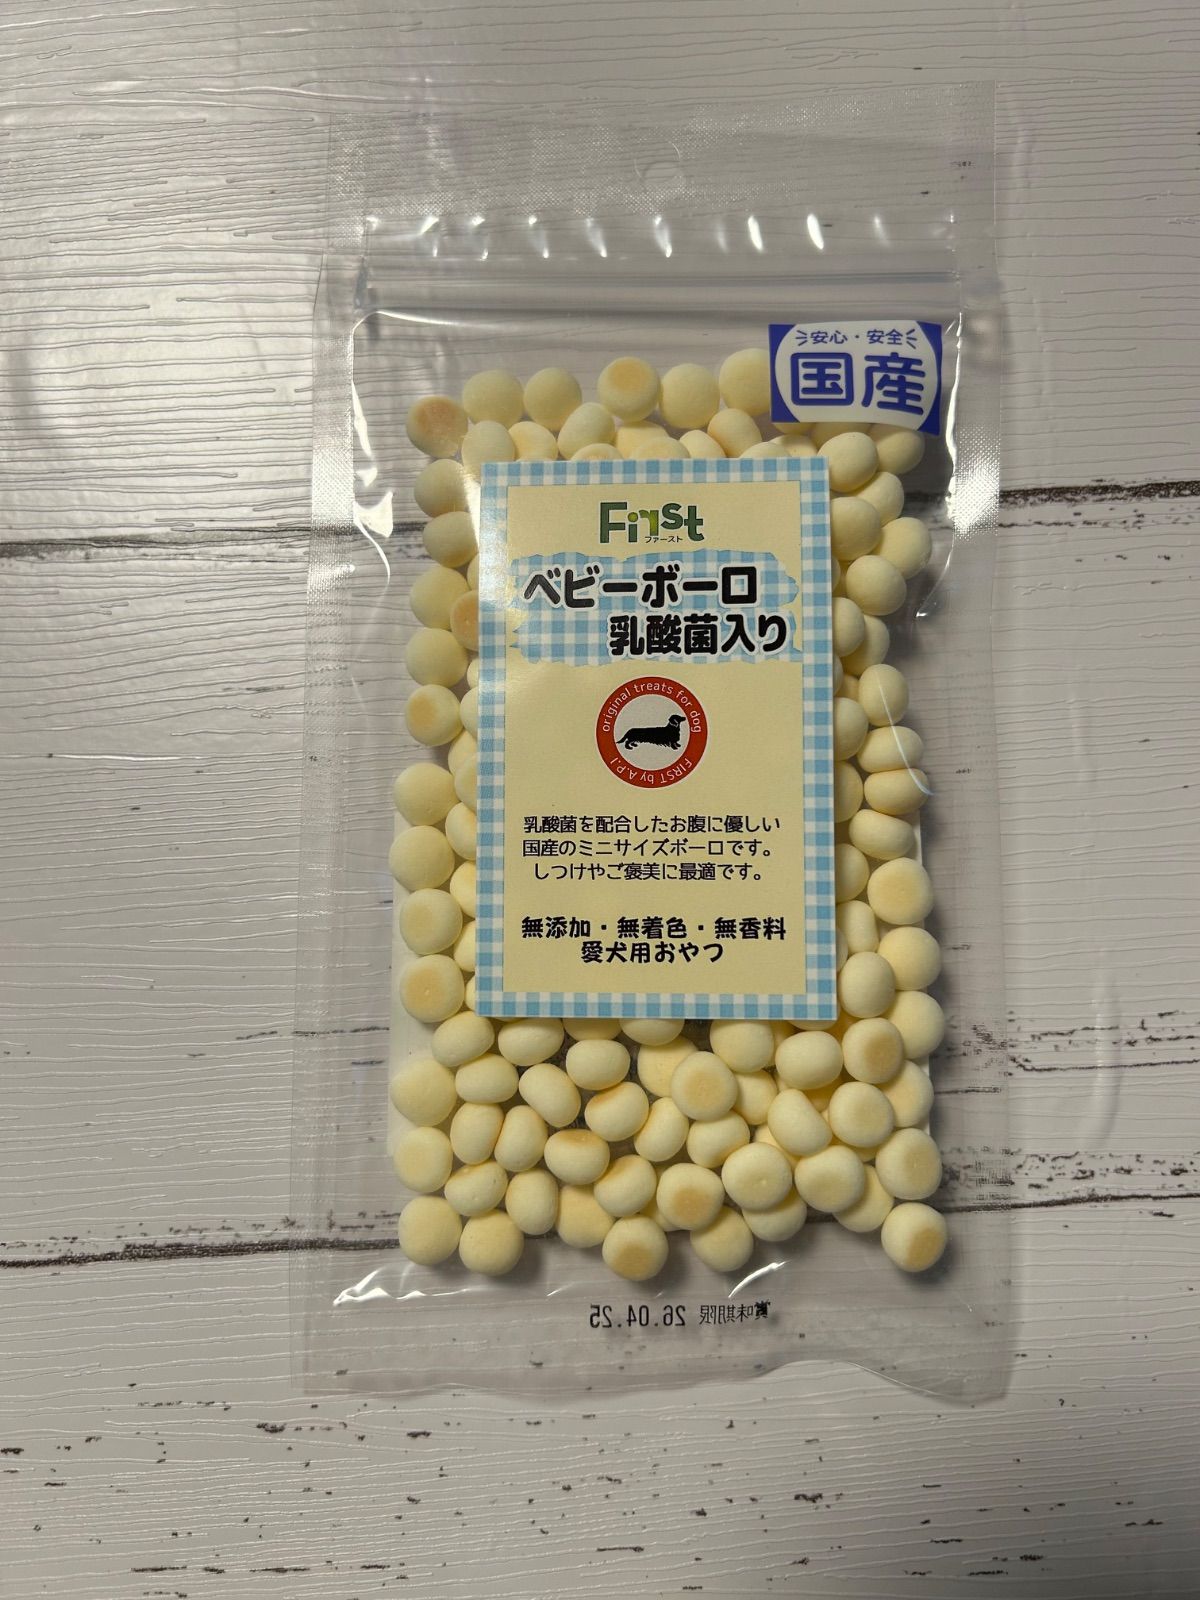 安心・安全
国産
First
ファースト
ベビーボーロ
乳酸菌入り
original treats for dog
FIRST by A.P.I
乳酸菌を配合したお腹に優しい
国産のミニサイズボーロです。
しつけやご褒美に最適です。
無添加・無着色・無香料
愛犬用おやつ
賞味期限 26.04.25